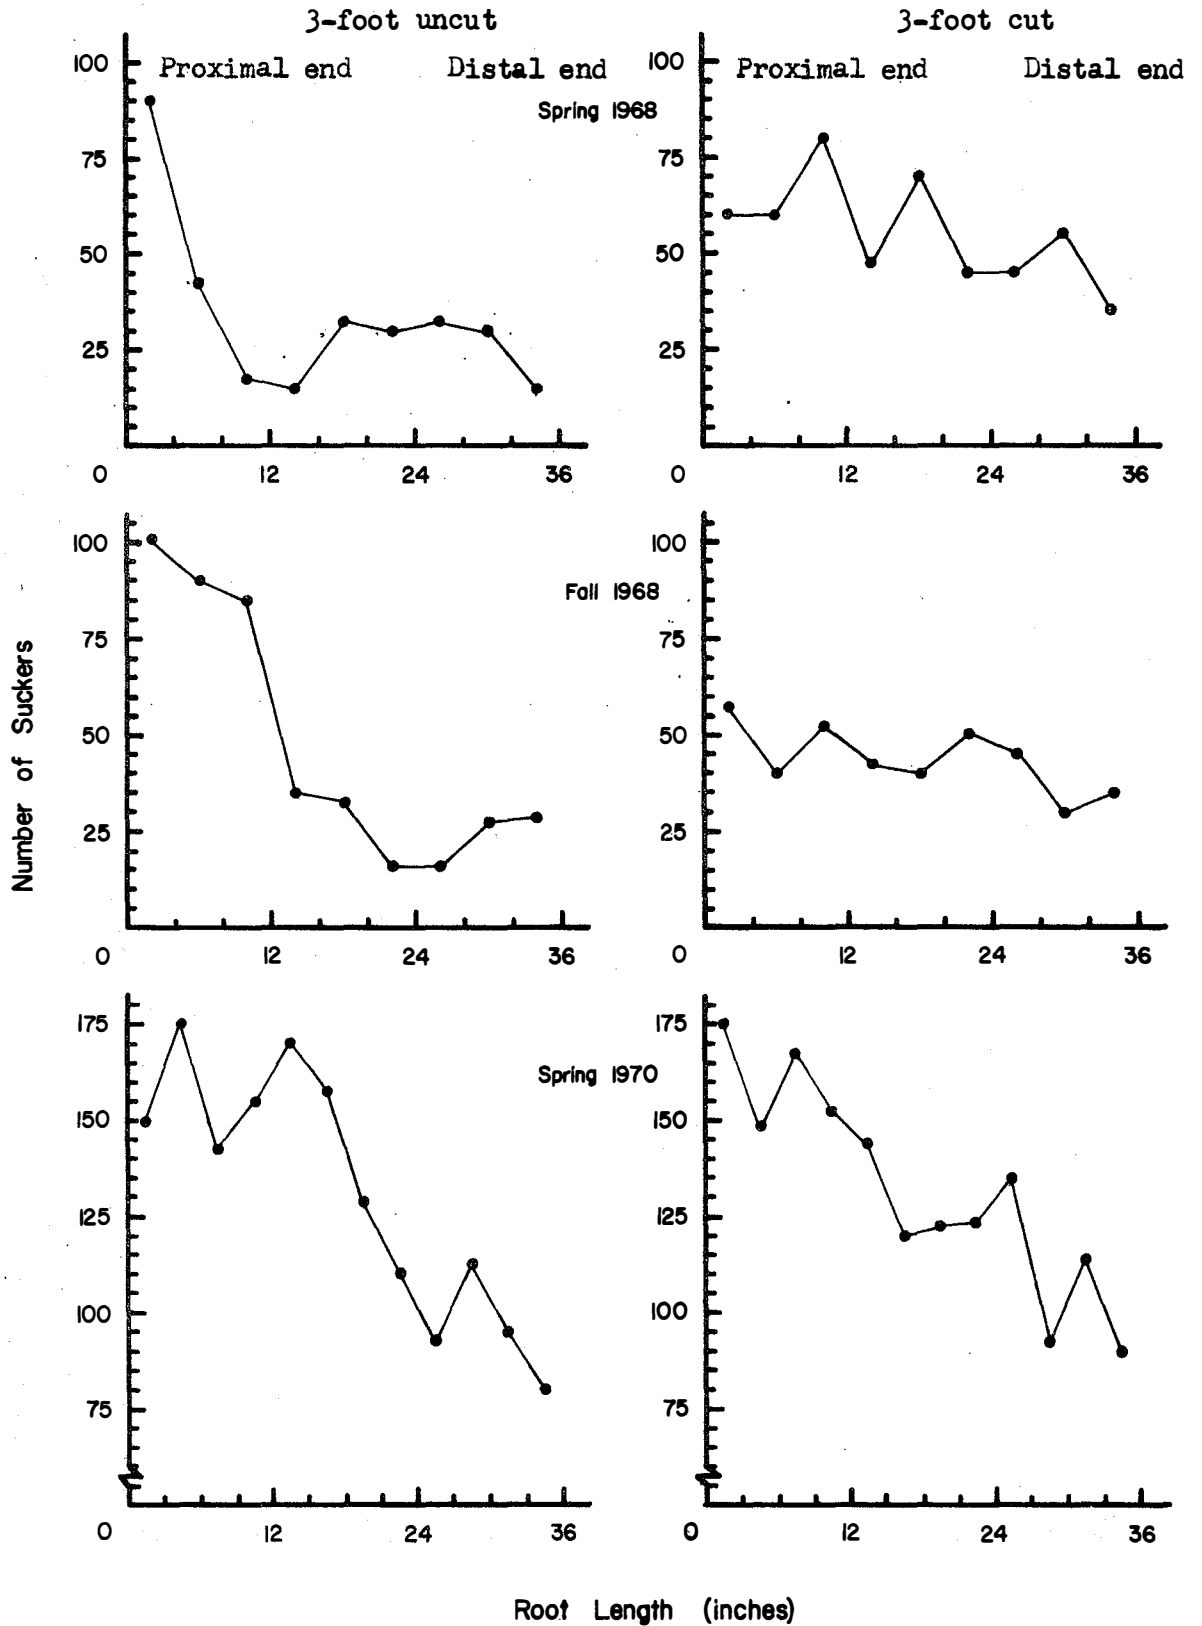 3-foot uncut
3-foot cut
Proximal end Distal end
Proximal end Distal end
Spring 1968
100
75
50
25
0 12 24 36
100
75
50
25
0 12 24 36
Fall 1968
100
75
50
25
0 12 24 36
100
75
50
25
0 12 24 36
Number of Suckers
Spring 1970
175
150
125
100
75
0 12 24 36
175
150
125
100
75
0 12 24 36
Root Length (inches)